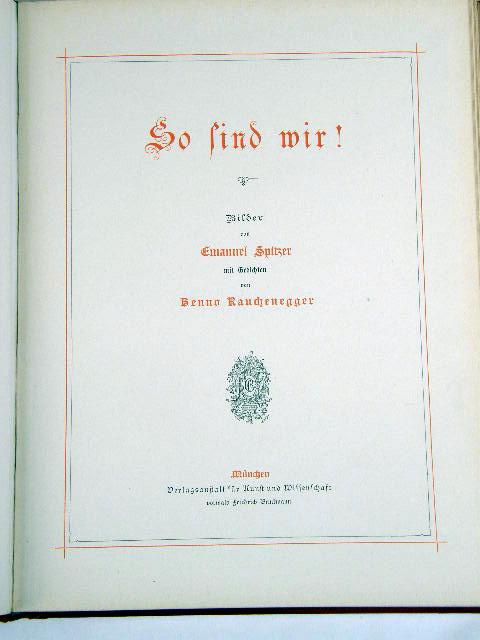 So sind wir!
Bilder
von
Emanuel Spitzer
mit Gedichten
von
Benno Rauchenegger
München
Verlagsanstalt für Kunst und Wissenschaft
vormals Friedrich Bruckmann